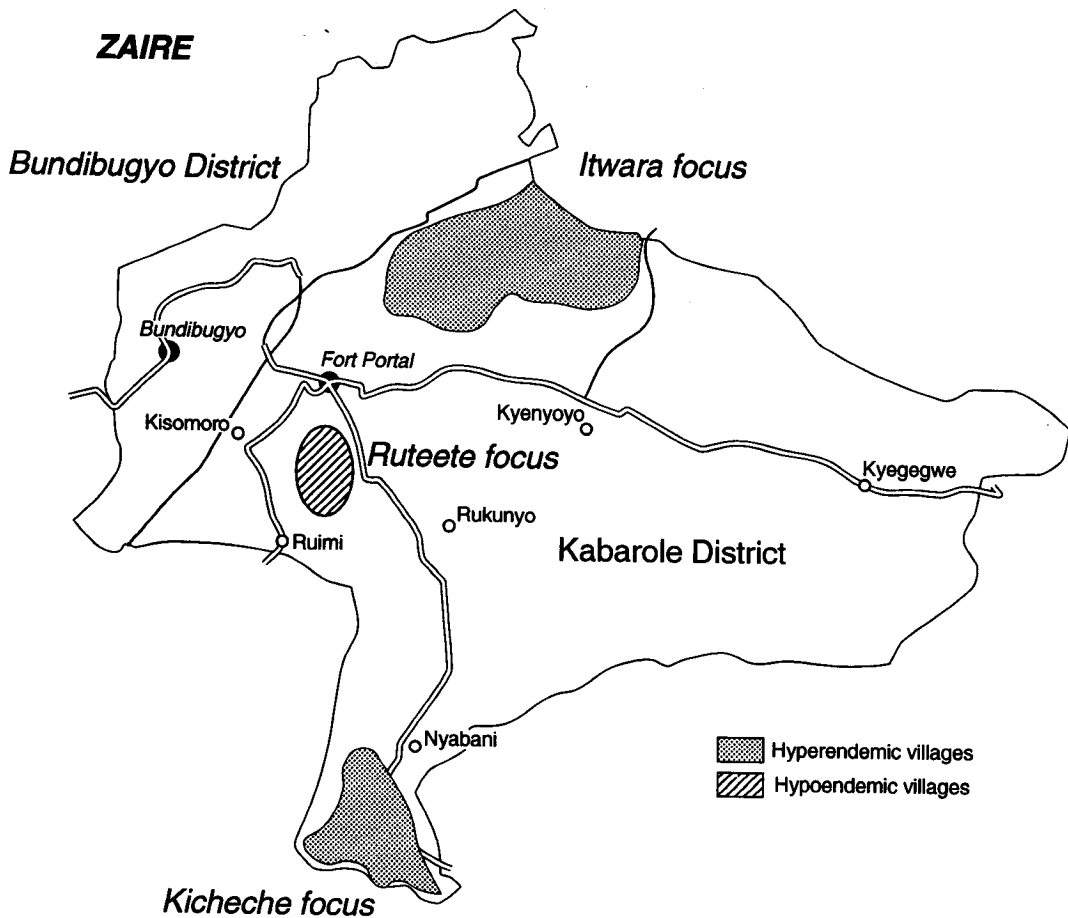 ZAIRE
Bundibugyo District
Itwara focus
Bundibugyo
Fort Portal
Kisomoro
Kyenyoyo
Ruteete focus
Kyegegwe
Rukunyo
Ruimi
Kabarole District
Nyabani
Hyperendemic villages
Hypoendemic villages
Kicheche focus